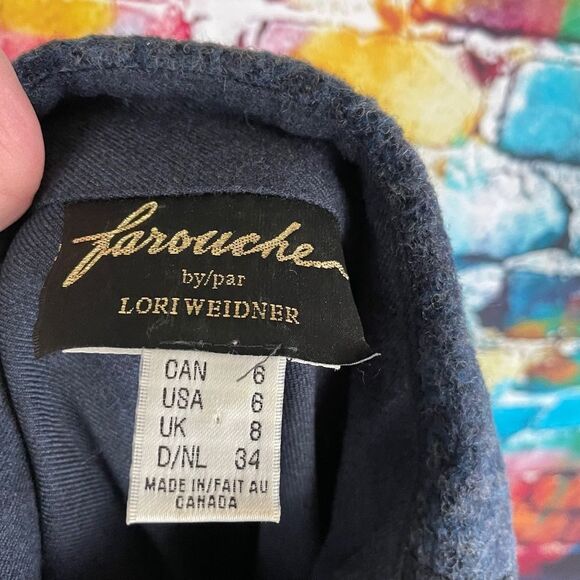 farouche
by/par
LORI WEIDNER
CAN 6
USA 6
UK 8
D/NL 34
MADE IN/FAIT AU
CANADA